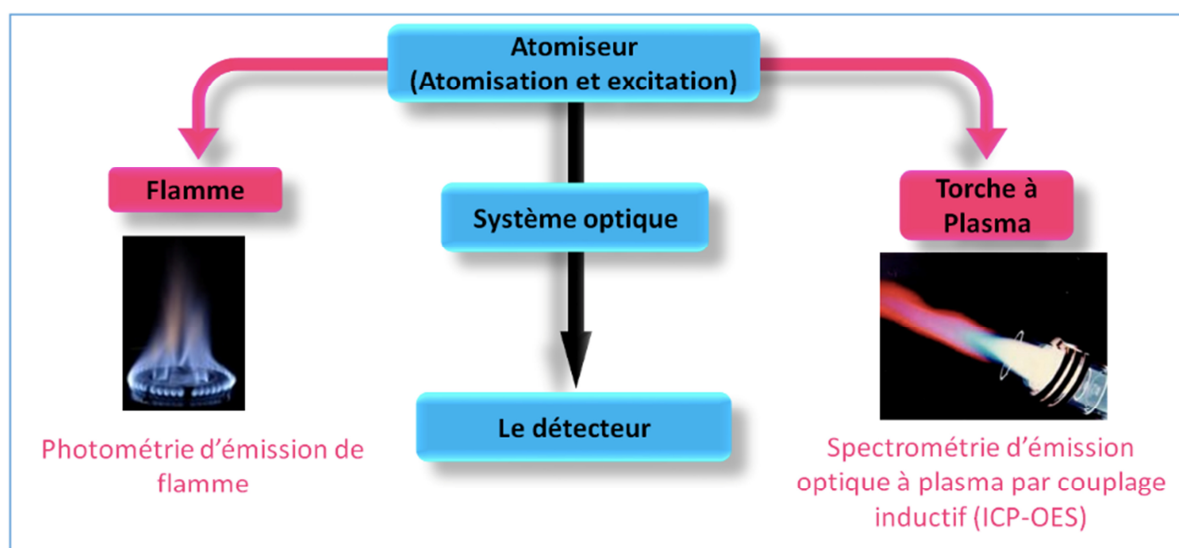 Atomiseur
(Atomisation et excitation)
Flamme
Système optique
Torche à
Plasma
Le détecteur
Photométrie d’émission de
flamme
Spectrométrie d’émission
optique à plasma par couplage
inductif (ICP-OES)